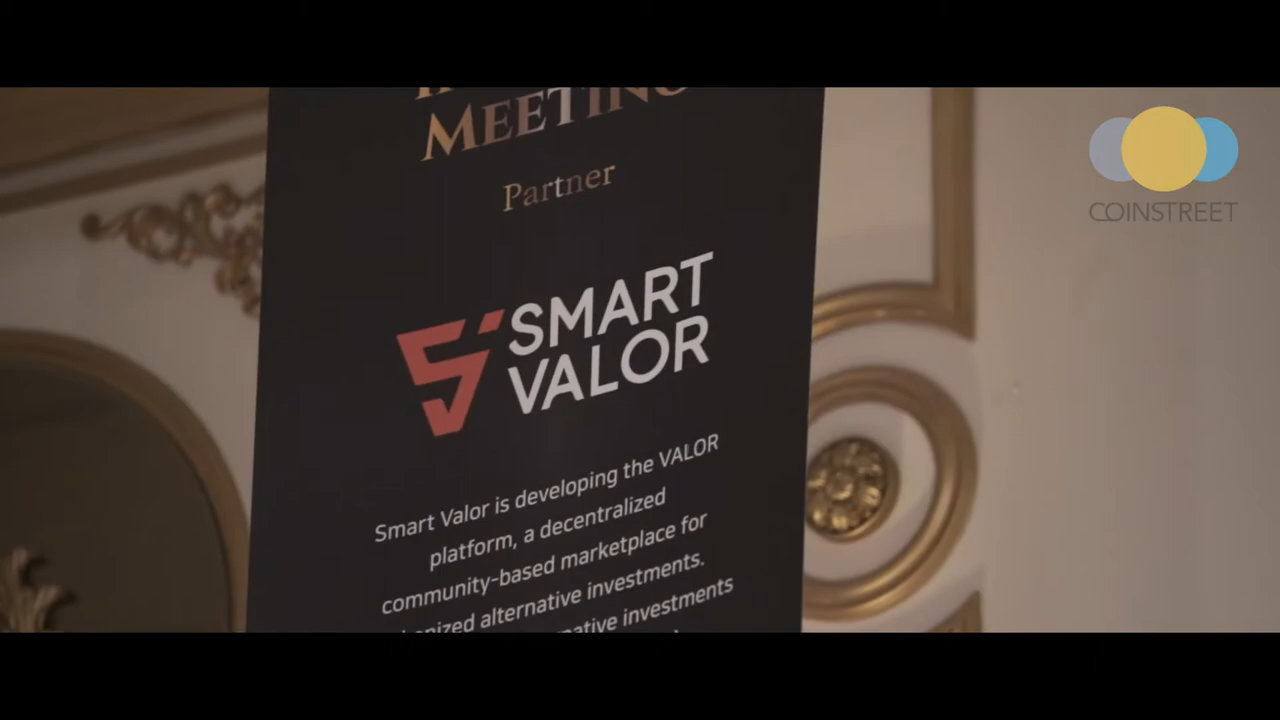 MEETING
Partner
SMART
VALOR
Smart Valor is developing the VALOR
platform, a decentralized
community-based marketplace for
alternative investments.
investments
COINSTREET